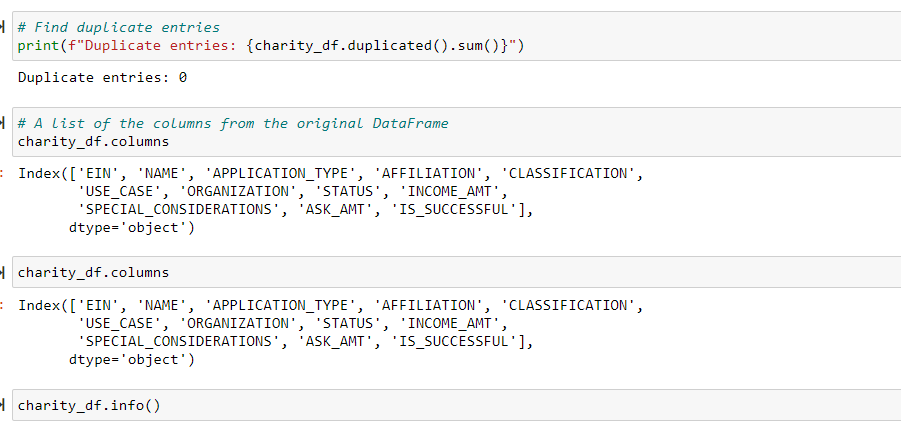 # Find duplicate entries
print(f"Duplicate entries: {charity_df.duplicated().sum()}")
Duplicate entries: 0
# A list of the columns from the original DataFrame
charity_df.columns
Index(['EIN', 'NAME', 'APPLICATION_TYPE', 'AFFILIATION', 'CLASSIFICATION',
'USE_CASE', 'ORGANIZATION', 'STATUS', 'INCOME_AMT',
'SPECIAL_CONSIDERATIONS', 'ASK_AMT', 'IS_SUCCESSFUL'],
dtype='object')
charity_df.columns
Index(['EIN', 'NAME', 'APPLICATION_TYPE', 'AFFILIATION', 'CLASSIFICATION',
'USE_CASE', 'ORGANIZATION', 'STATUS', 'INCOME_AMT',
'SPECIAL_CONSIDERATIONS', 'ASK_AMT', 'IS_SUCCESSFUL'],
dtype='object')
charity_df.info()